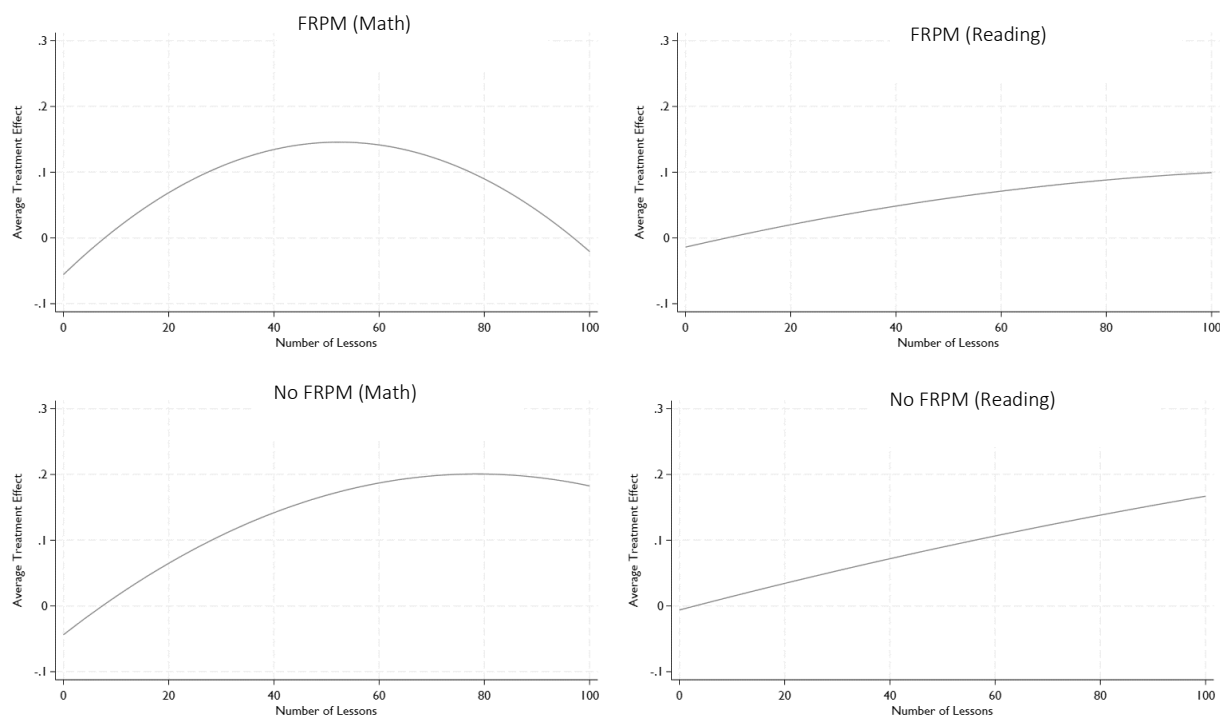 FRPM (Math)
.3
.2
.1
0
-.1
Average Treatment Effect
0 20 40 60 80 100
Number of Lessons
FRPM (Reading)
.3
.2
.1
0
-.1
Average Treatment Effect
0 20 40 60 80 100
Number of Lessons
No FRPM (Math)
.3
.2
.1
0
-.1
Average Treatment Effect
0 20 40 60 80 100
Number of Lessons
No FRPM (Reading)
.3
.2
.1
0
-.1
Average Treatment Effect
0 20 40 60 80 100
Number of Lessons